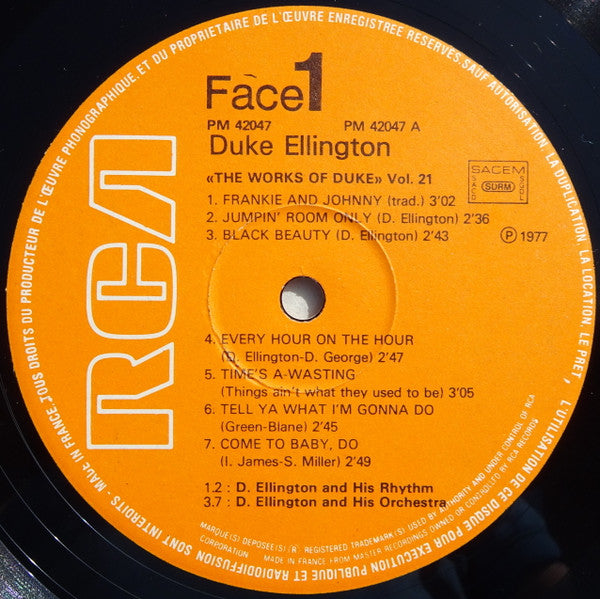 Face 1
PM 42047 PM 42047 A
Duke Ellington
«THE WORKS OF DUKE» Vol. 21
1. FRANKIE AND JOHNNY (trad.) 3'02
2. JUMPIN' ROOM ONLY (D. Ellington) 2'36
3. BLACK BEAUTY (D. Ellington) 2'43
SACEM
SACD SDRM SGDL
℗ 1977
RCA
4. EVERY HOUR ON THE HOUR
(D. Ellington-D. George) 2'47
5. TIME'S A-WASTING
(Things ain't what they used to be) 3'05
6. TELL YA WHAT I'M GONNA DO
(Green-Blane) 2'45
7. COME TO BABY, DO
(I. James-S. Miller) 2'49
1.2 : D. Ellington and His Rhythm
3.7 : D. Ellington and His Orchestra
MARQUE(S) DEPOSEE(S) (R) REGISTERED TRADEMARK(S) USED BY AUTHORITY AND UNDER CONTROL OF RCA
CORPORATION MADE IN FRANCE FROM MASTER RECORDINGS OWNED OR CONTROLLED BY RCA RECORDS
MADE IN FRANCE. TOUS DROITS DU PRODUCTEUR DE L'ŒUVRE PHONOGRAPHIQUE. ET DU PROPRIETAIRE DE L'ŒUVRE ENREGISTREE RESERVES. SAUF AUTORISATION. LA DUPLICATION. LA LOCATION. LE PRET, L'UTILISATION DE CE DISQUE POUR EXECUTION PUBLIQUE ET RADIODIFFUSION SONT INTERDITS -